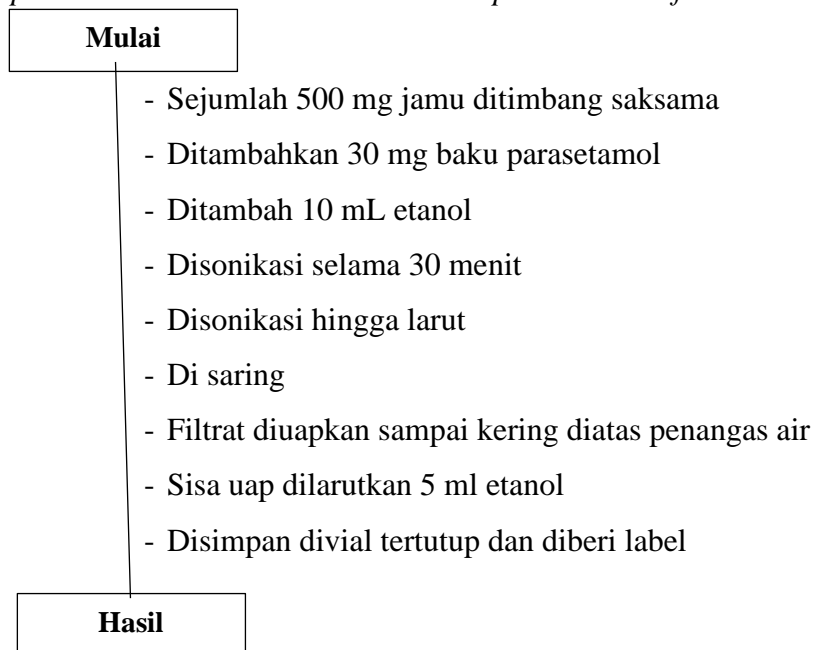 Mulai
- Sejumlah 500 mg jamu ditimbang saksama
- Ditambahkan 30 mg baku parasetamol
- Ditambah 10 mL etanol
- Disonikasi selama 30 menit
- Disonikasi hingga larut
- Di saring
- Filtrat diuapkan sampai kering diatas penangas air
- Sisa uap dilarutkan 5 ml etanol
- Disimpan divial tertutup dan diberi label
Hasil